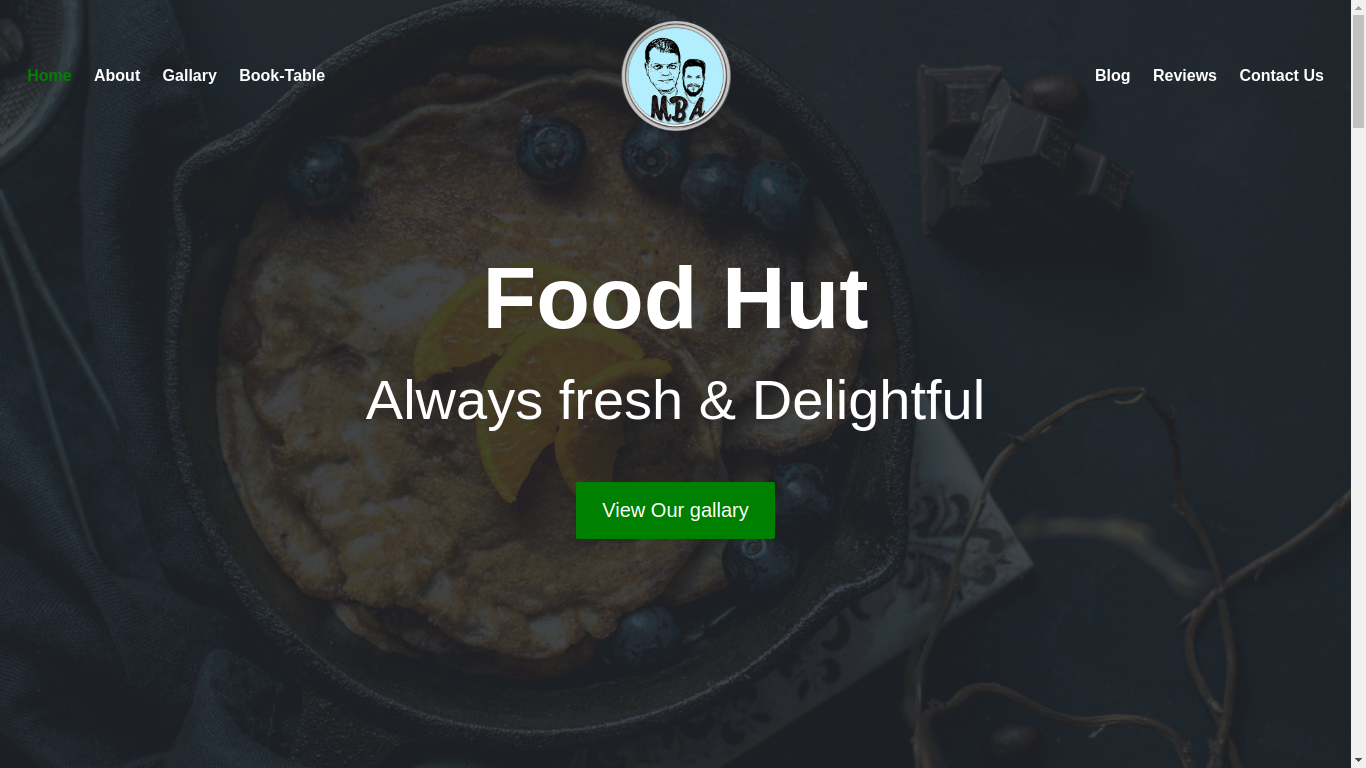 Home About Gallary Book-Table
MBA
Blog Reviews Contact Us
Food Hut
Always fresh & Delightful
View Our gallary